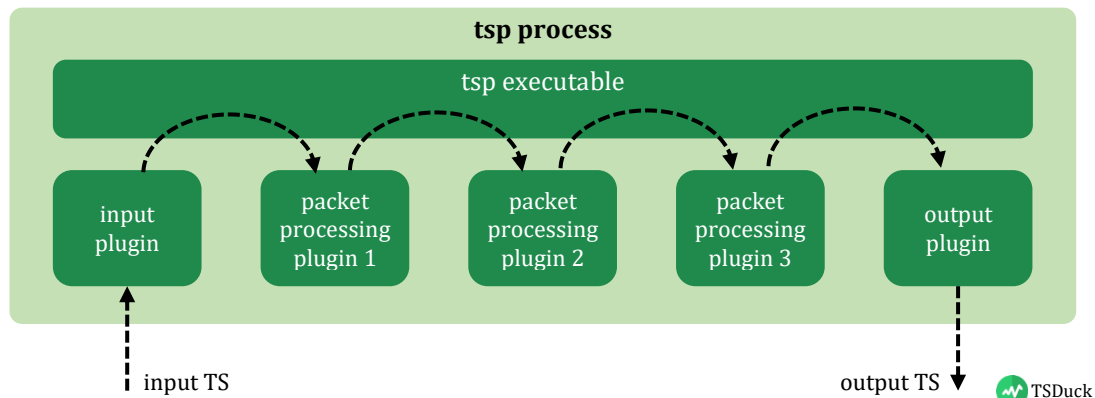 tsp process
tsp executable
input
plugin
packet
processing
plugin 1
packet
processing
plugin 2
packet
processing
plugin 3
output
plugin
input TS
output TS
TSDuck